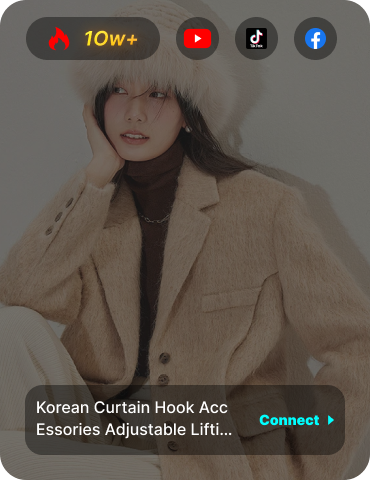 10w+
TikTok
Korean Curtain Hook Acc
Essories Adjustable Lifti...
Connect